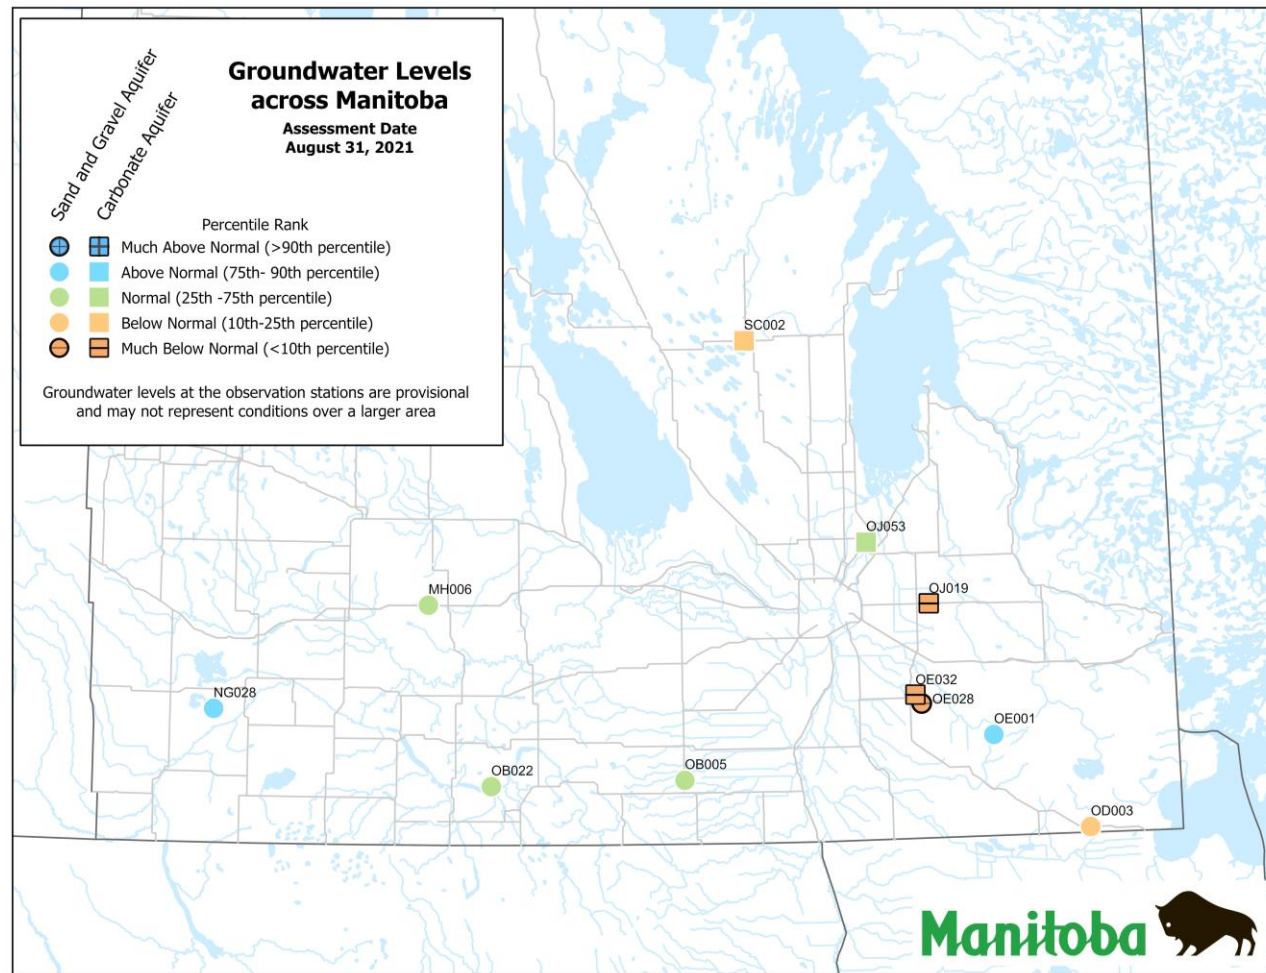 Groundwater Levels
across Manitoba
Assessment Date
August 31, 2021
Sand and Gravel Aquifer
Carbonate Aquifer
Percentile Rank
Much Above Normal (>90th percentile)
Above Normal (75th- 90th percentile)
Normal (25th -75th percentile)
Below Normal (10th-25th percentile)
Much Below Normal (<10th percentile)
Groundwater levels at the observation stations are provisional
and may not represent conditions over a larger area
SC002
OJ053
MH006
OJ019
OE032
NG028
OE028
OE001
OB022
OB005
OD003
Manitoba